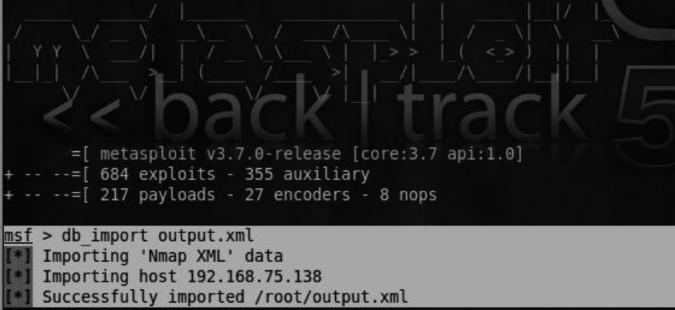 metasploit
<< back | track 5
=[ metasploit v3.7.0-release [core:3.7 api:1.0]
+ -- --=[ 684 exploits - 355 auxiliary
+ -- --=[ 217 payloads - 27 encoders - 8 nops
msf > db_import output.xml
[*] Importing 'Nmap XML' data
[*] Importing host 192.168.75.138
[*] Successfully imported /root/output.xml